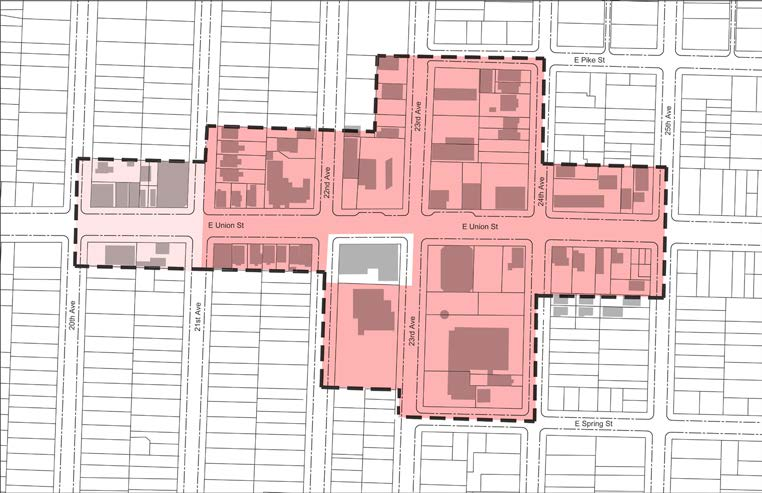 E Pike St
23rd Ave
25th Ave
22nd Ave
24th Ave
E Union St
E Union St
20th Ave
21st Ave
23rd Ave
E Spring St